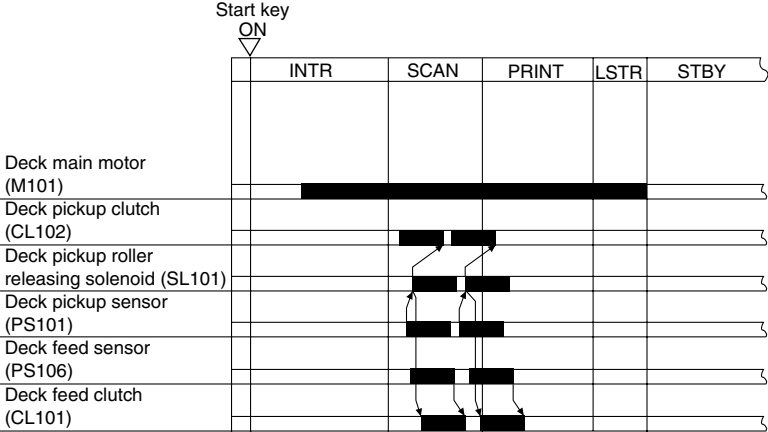 Start key
ON
INTR SCAN PRINT LSTR STBY
Deck main motor
(M101)
Deck pickup clutch
(CL102)
Deck pickup roller
releasing solenoid (SL101)
Deck pickup sensor
(PS101)
Deck feed sensor
(PS106)
Deck feed clutch
(CL101)